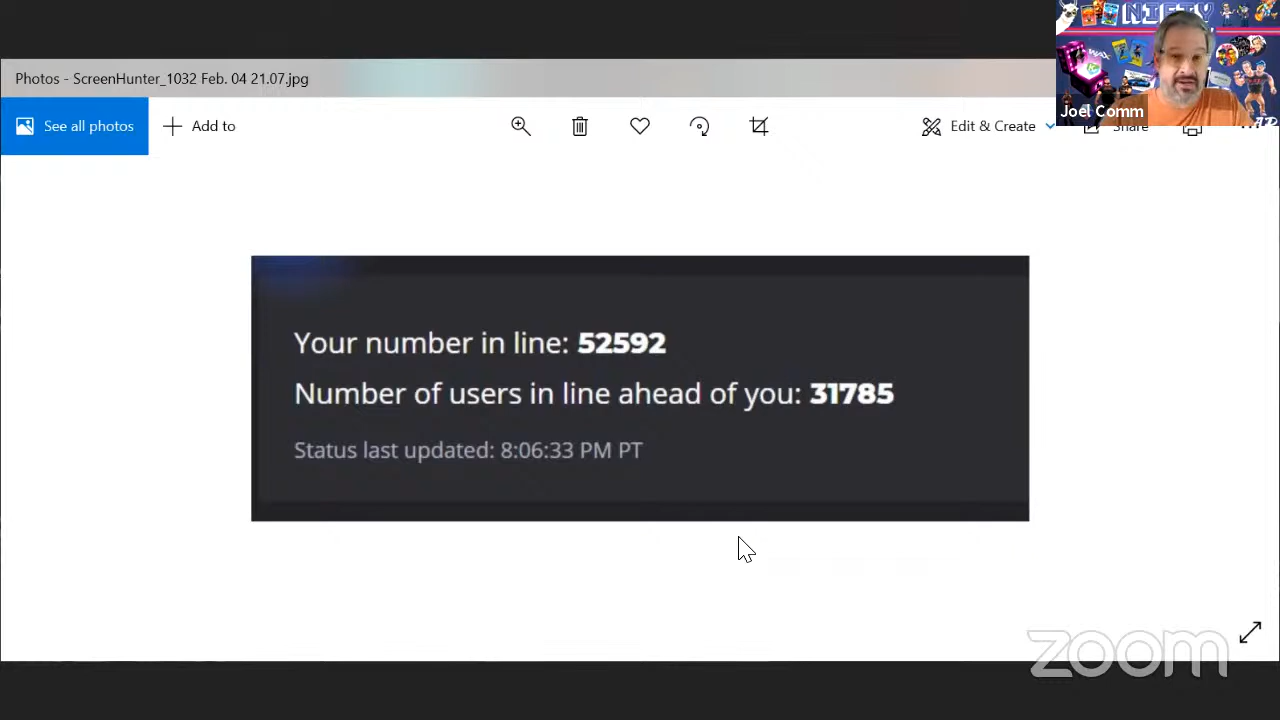 Photos - ScreenHunter_1032 Feb. 04 21.07.jpg
NIFTY
See all photos
Add to
Edit & Create
Share
Joel Comm
WAX
Your number in line: 52592
Number of users in line ahead of you: 31785
Status last updated: 8:06:33 PM PT
zoom